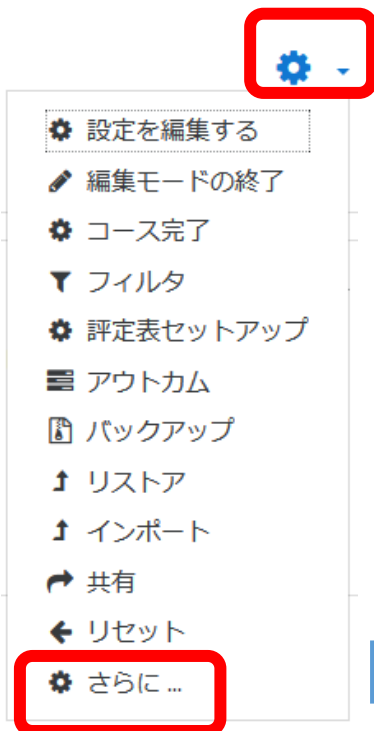 設定を編集する
編集モードの終了
コース完了
フィルタ
評定表セットアップ
アウトカム
バックアップ
リストア
インポート
共有
リセット
さらに ...